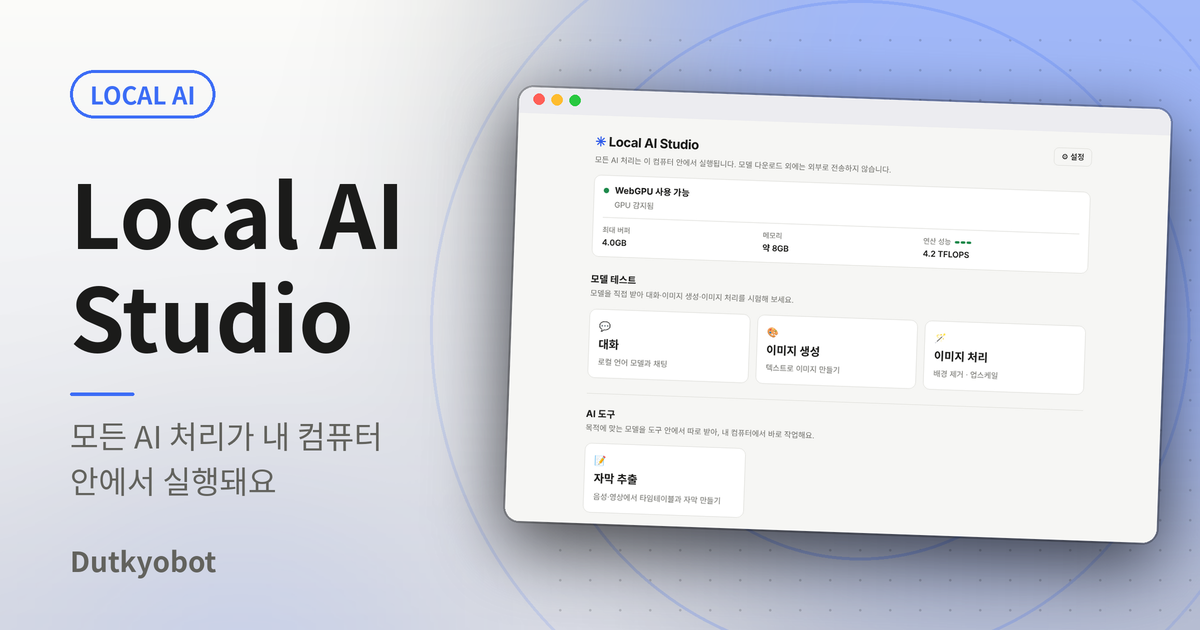 LOCAL AI
Local AI
Studio
모든 AI 처리가 내 컴퓨터
안에서 실행돼요
Dutkyobot
Local AI Studio
모든 AI 처리는 이 컴퓨터 안에서 실행됩니다. 모델 다운로드 외에는 외부로 전송하지 않습니다.
설정
WebGPU 사용 가능
GPU 감지됨
최대 버퍼
4.0GB
메모리
약 8GB
연산 성능
4.2 TFLOPS
모델 테스트
모델을 직접 받아 대화·이미지 생성·이미지 처리를 시험해 보세요.
대화
로컬 언어 모델과 채팅
이미지 생성
텍스트로 이미지 만들기
이미지 처리
배경 제거 · 업스케일
AI 도구
목적에 맞는 모델을 도구 안에서 따로 받아, 내 컴퓨터에서 바로 작업해요.
자막 추출
음성·영상에서 타임테이블과 자막 만들기